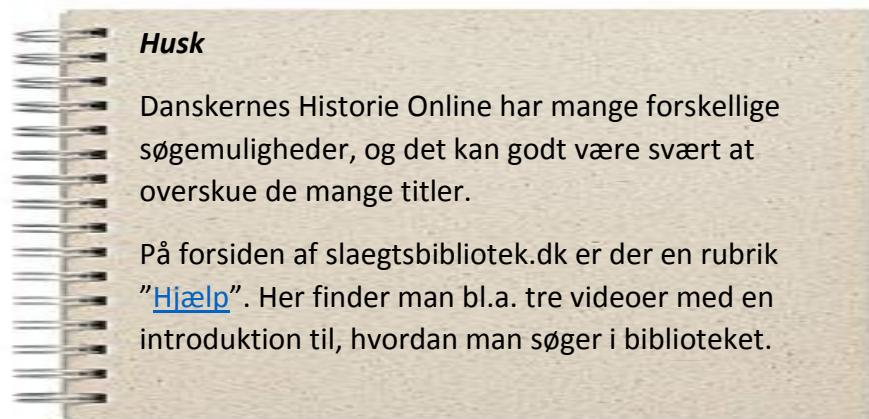 Husk
Danskernes Historie Online har mange forskellige
søgemuligheder, og det kan godt være svært at
overskue de mange titler.
På forsiden af slaegtsbibliotek.dk er der en rubrik
”Hjælp”. Her finder man bl.a. tre videoer med en
introduktion til, hvordan man søger i biblioteket.